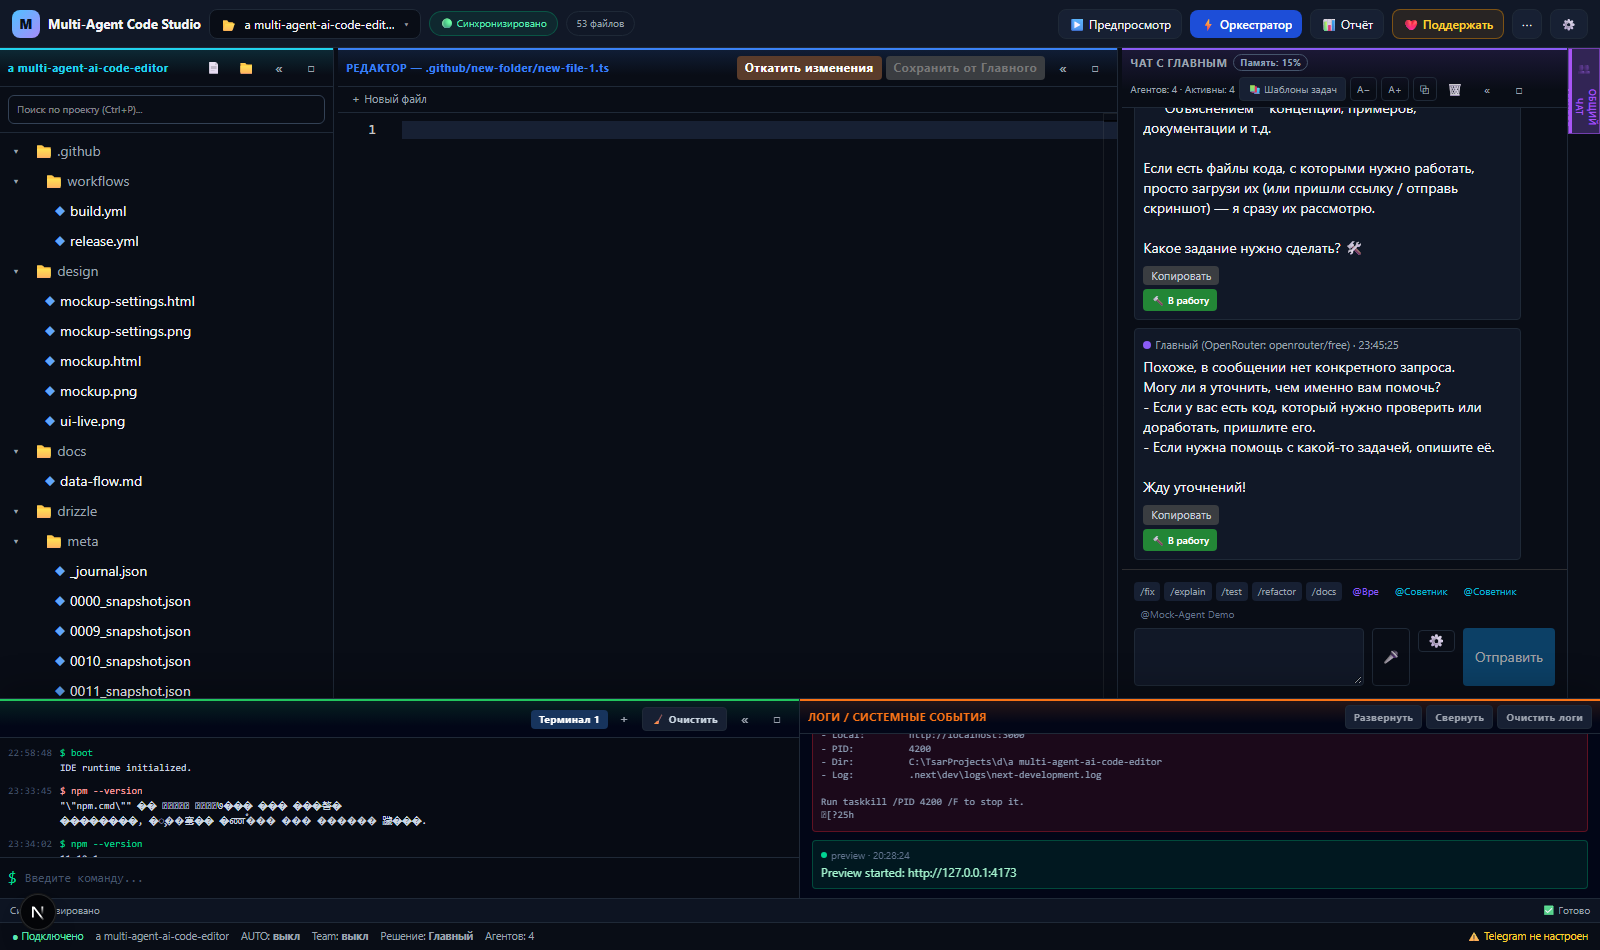 M Multi-Agent Code Studio
a multi-agent-ai-code-edit...
Синхронизировано
53 файлов
Предпросмотр
Оркестратор
Отчёт
Поддержать
a multi-agent-ai-code-editor
Поиск по проекту (Ctrl+P)...
.github
workflows
build.yml
release.yml
design
mockup-settings.html
mockup-settings.png
mockup.html
mockup.png
ui-live.png
docs
data-flow.md
drizzle
meta
_journal.json
0000_snapshot.json
0009_snapshot.json
0010_snapshot.json
0011_snapshot.json
РЕДАКТОР — .github/new-folder/new-file-1.ts
Откатить изменения
Сохранить от Главного
+ Новый файл
1
ЧАТ С ГЛАВНЫМ
Память: 15%
Агентов: 4 · Активны: 4
Шаблоны задач
A−
A+
ОБЩИЙ ЧАТ
Объяснением концепций, примеров,
документации и т.д.
Если есть файлы кода, с которыми нужно работать,
просто загрузи их (или пришли ссылку / отправь
скриншот) — я сразу их рассмотрю.
Какое задание нужно сделать? 🛠
Копировать
В работу
Главный (OpenRouter: openrouter/free) · 23:45:25
Похоже, в сообщении нет конкретного запроса.
Могу ли я уточнить, чем именно вам помочь?
- Если у вас есть код, который нужно проверить или
доработать, пришлите его.
- Если нужна помощь с какой-то задачей, опишите её.
Жду уточнений!
Копировать
В работу
/fix /explain /test /refactor /docs @Вре @Советник @Советник
@Mock-Agent Demo
Отправить
Терминал 1
+
Очистить
22:58:48 $ boot
IDE runtime initialized.
23:33:45 $ npm --version
"\"npm.cmd\""
23:34:02 $ npm --version
$ Введите команду...
ЛОГИ / СИСТЕМНЫЕ СОБЫТИЯ
Развернуть
Свернуть
Очистить логи
- Local: http://localhost:3000
- PID: 4200
- Dir: C:\TsarProjects\d\a multi-agent-ai-code-editor
- Log: .next\dev\logs\next-development.log
Run taskkill /PID 4200 /F to stop it.
[?25h
preview · 20:28:24
Preview started: http://127.0.0.1:4173
N
Готово
Подключено
a multi-agent-ai-code-editor
AUTO: выкл
Team: выкл
Решение: Главный
Агентов: 4
Telegram не настроен